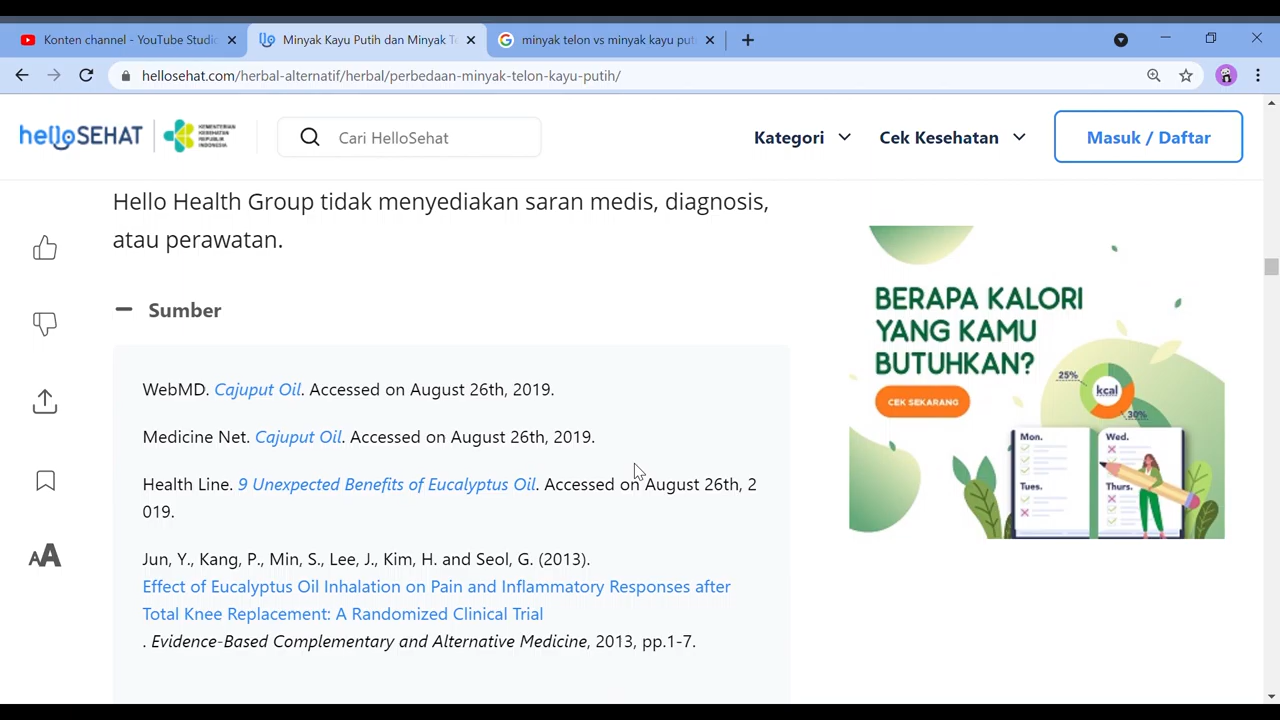 Konten channel - YouTube Studio
Minyak Kayu Putih dan Minyak T
minyak telon vs minyak kayu put
hellosehat.com/herbal-alternatif/herbal/perbedaan-minyak-telon-kayu-putih/
hello SEHAT
KEMENTERIAN
KESEHATAN
REPUBLIK
INDONESIA
Cari HelloSehat
Kategori
Cek Kesehatan
Masuk / Daftar
Hello Health Group tidak menyediakan saran medis, diagnosis,
atau perawatan.
Sumber
WebMD. Cajuput Oil. Accessed on August 26th, 2019.
Medicine Net. Cajuput Oil. Accessed on August 26th, 2019.
Health Line. 9 Unexpected Benefits of Eucalyptus Oil. Accessed on August 26th, 2
019.
Jun, Y., Kang, P., Min, S., Lee, J., Kim, H. and Seol, G. (2013).
Effect of Eucalyptus Oil Inhalation on Pain and Inflammatory Responses after
Total Knee Replacement: A Randomized Clinical Trial
. Evidence-Based Complementary and Alternative Medicine, 2013, pp.1-7.
AA
BERAPA KALORI
YANG KAMU
BUTUHKAN?
CEK SEKARANG
25%
kcal
30%
Mon.
Wed.
Tues.
Thurs.